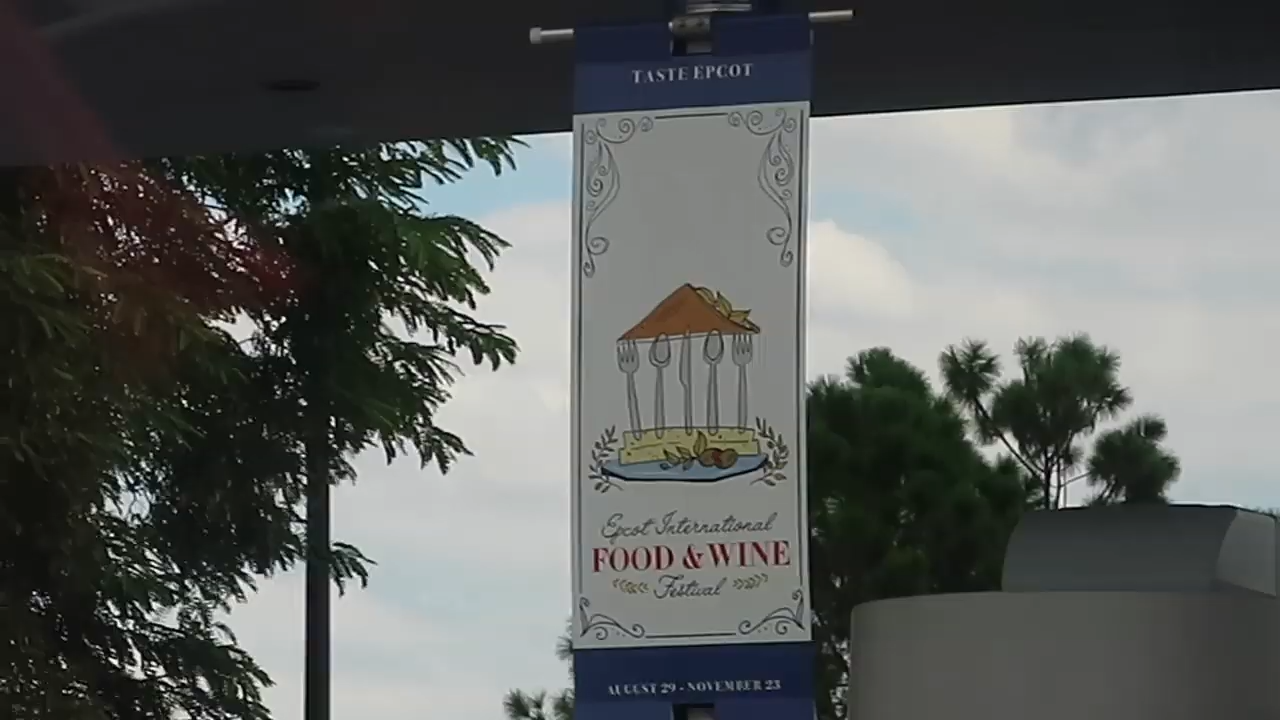 TASTE EPCOT
Epcot International
FOOD & WINE
Festival
AUGUST 29 - NOVEMBER 23